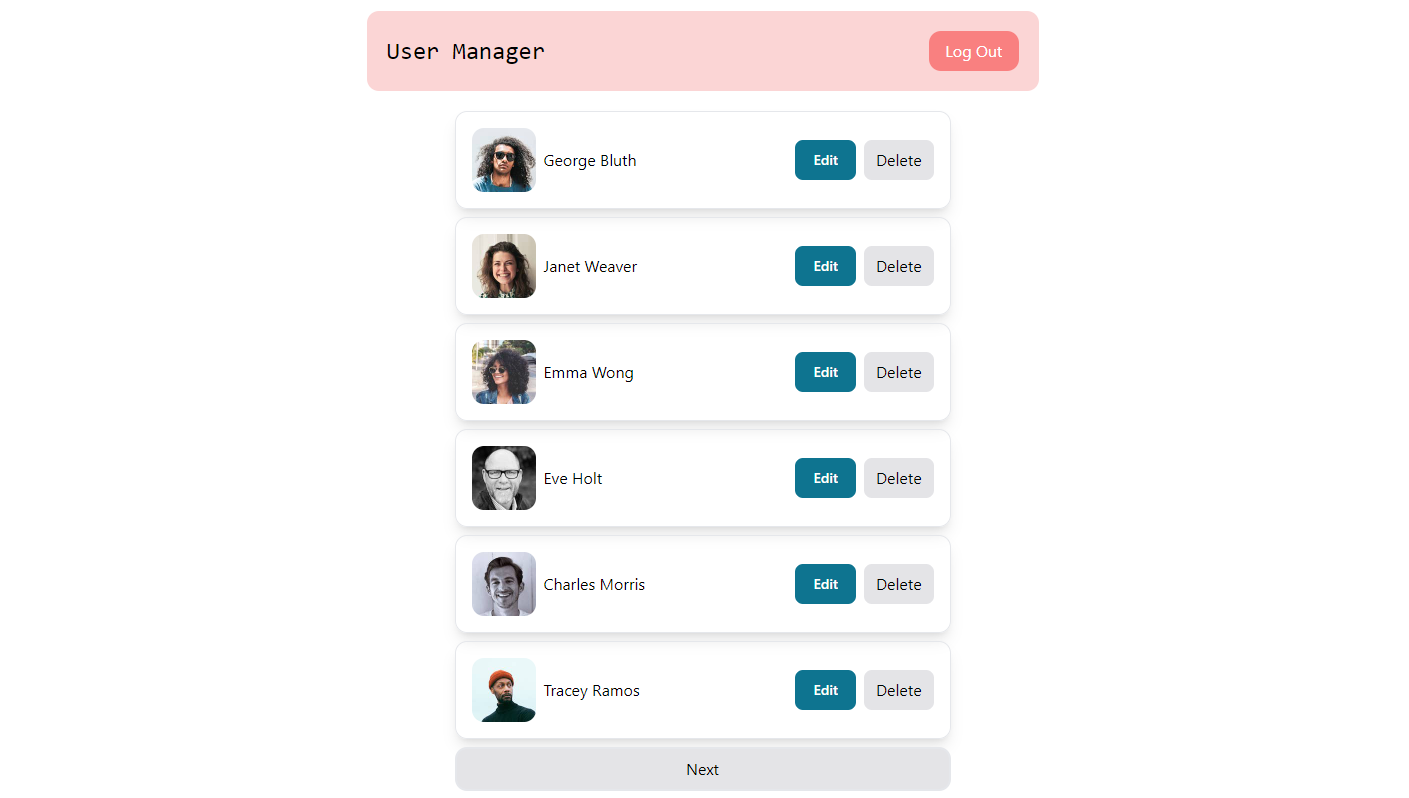 User Manager Log Out
George Bluth Edit Delete
Janet Weaver Edit Delete
Emma Wong Edit Delete
Eve Holt Edit Delete
Charles Morris Edit Delete
Tracey Ramos Edit Delete
Next